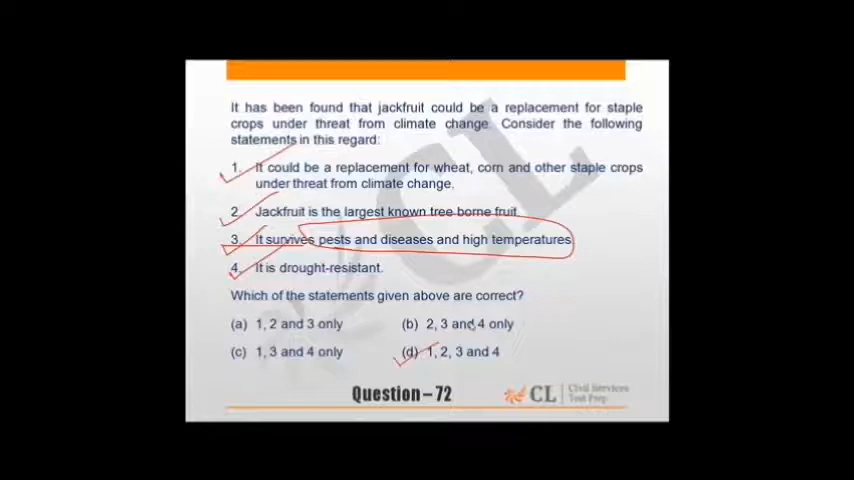 It has been found that jackfruit could be a replacement for staple
crops under threat from climate change. Consider the following
statements in this regard:
1. It could be a replacement for wheat, corn and other staple crops
under threat from climate change.
2. Jackfruit is the largest known tree borne fruit.
3. It survives pests and diseases and high temperatures
4. It is drought-resistant.
Which of the statements given above are correct?
(a) 1, 2 and 3 only
(b) 2, 3 and 4 only
(c) 1, 3 and 4 only
(d) 1, 2, 3 and 4
Question – 72
CL
Civil Services
Test Prep
CL